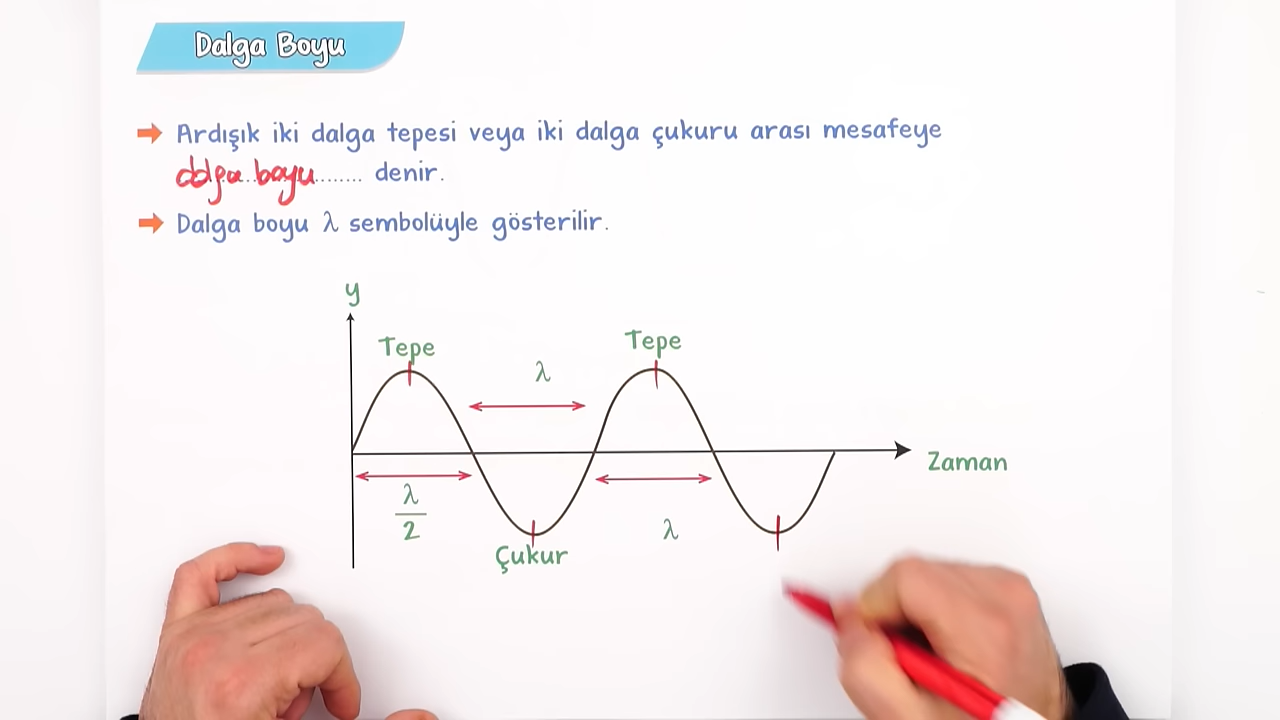 Dalga Boyu
Ardışık iki dalga tepesi veya iki dalga çukuru arası mesafeye
dalga boyu........ denir.
Dalga boyu λ sembolüyle gösterilir.
y
Tepe
Tepe
λ
Zaman
λ
2
λ
Çukur